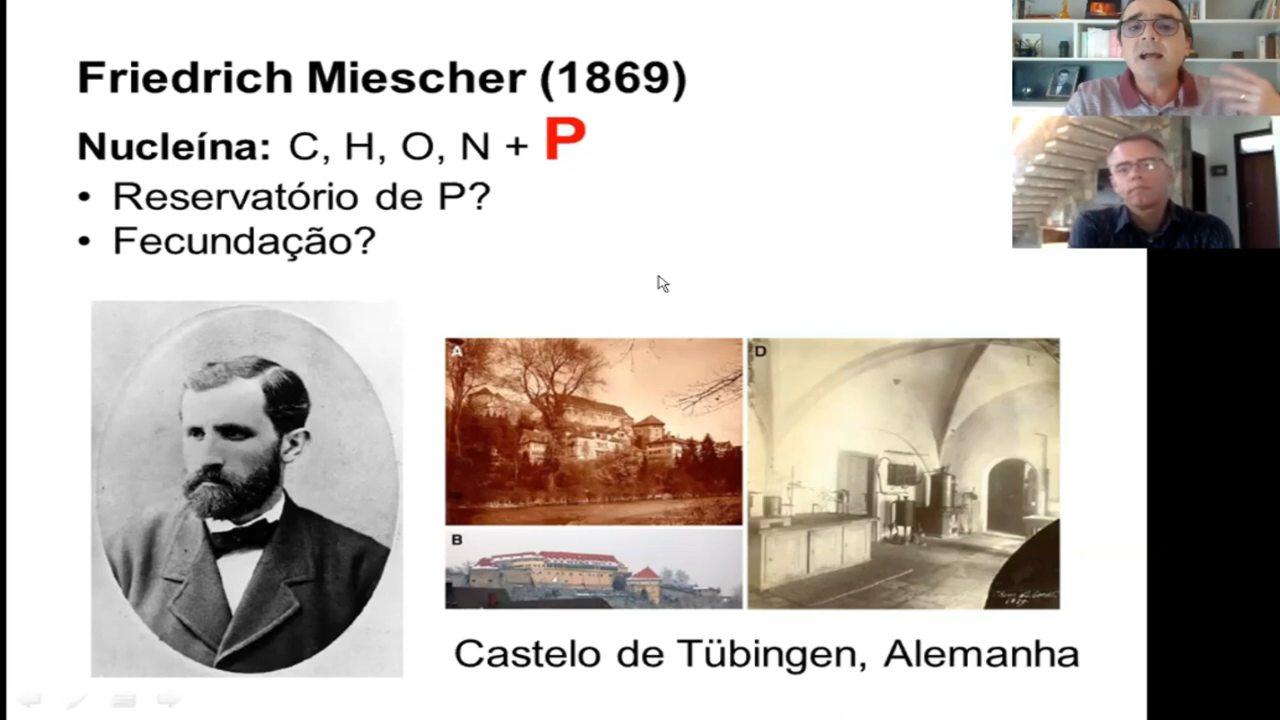 Friedrich Miescher (1869)
Nucleína: C, H, O, N + P
• Reservatório de P?
• Fecundação?
A
D
B
Castelo de Tübingen, Alemanha